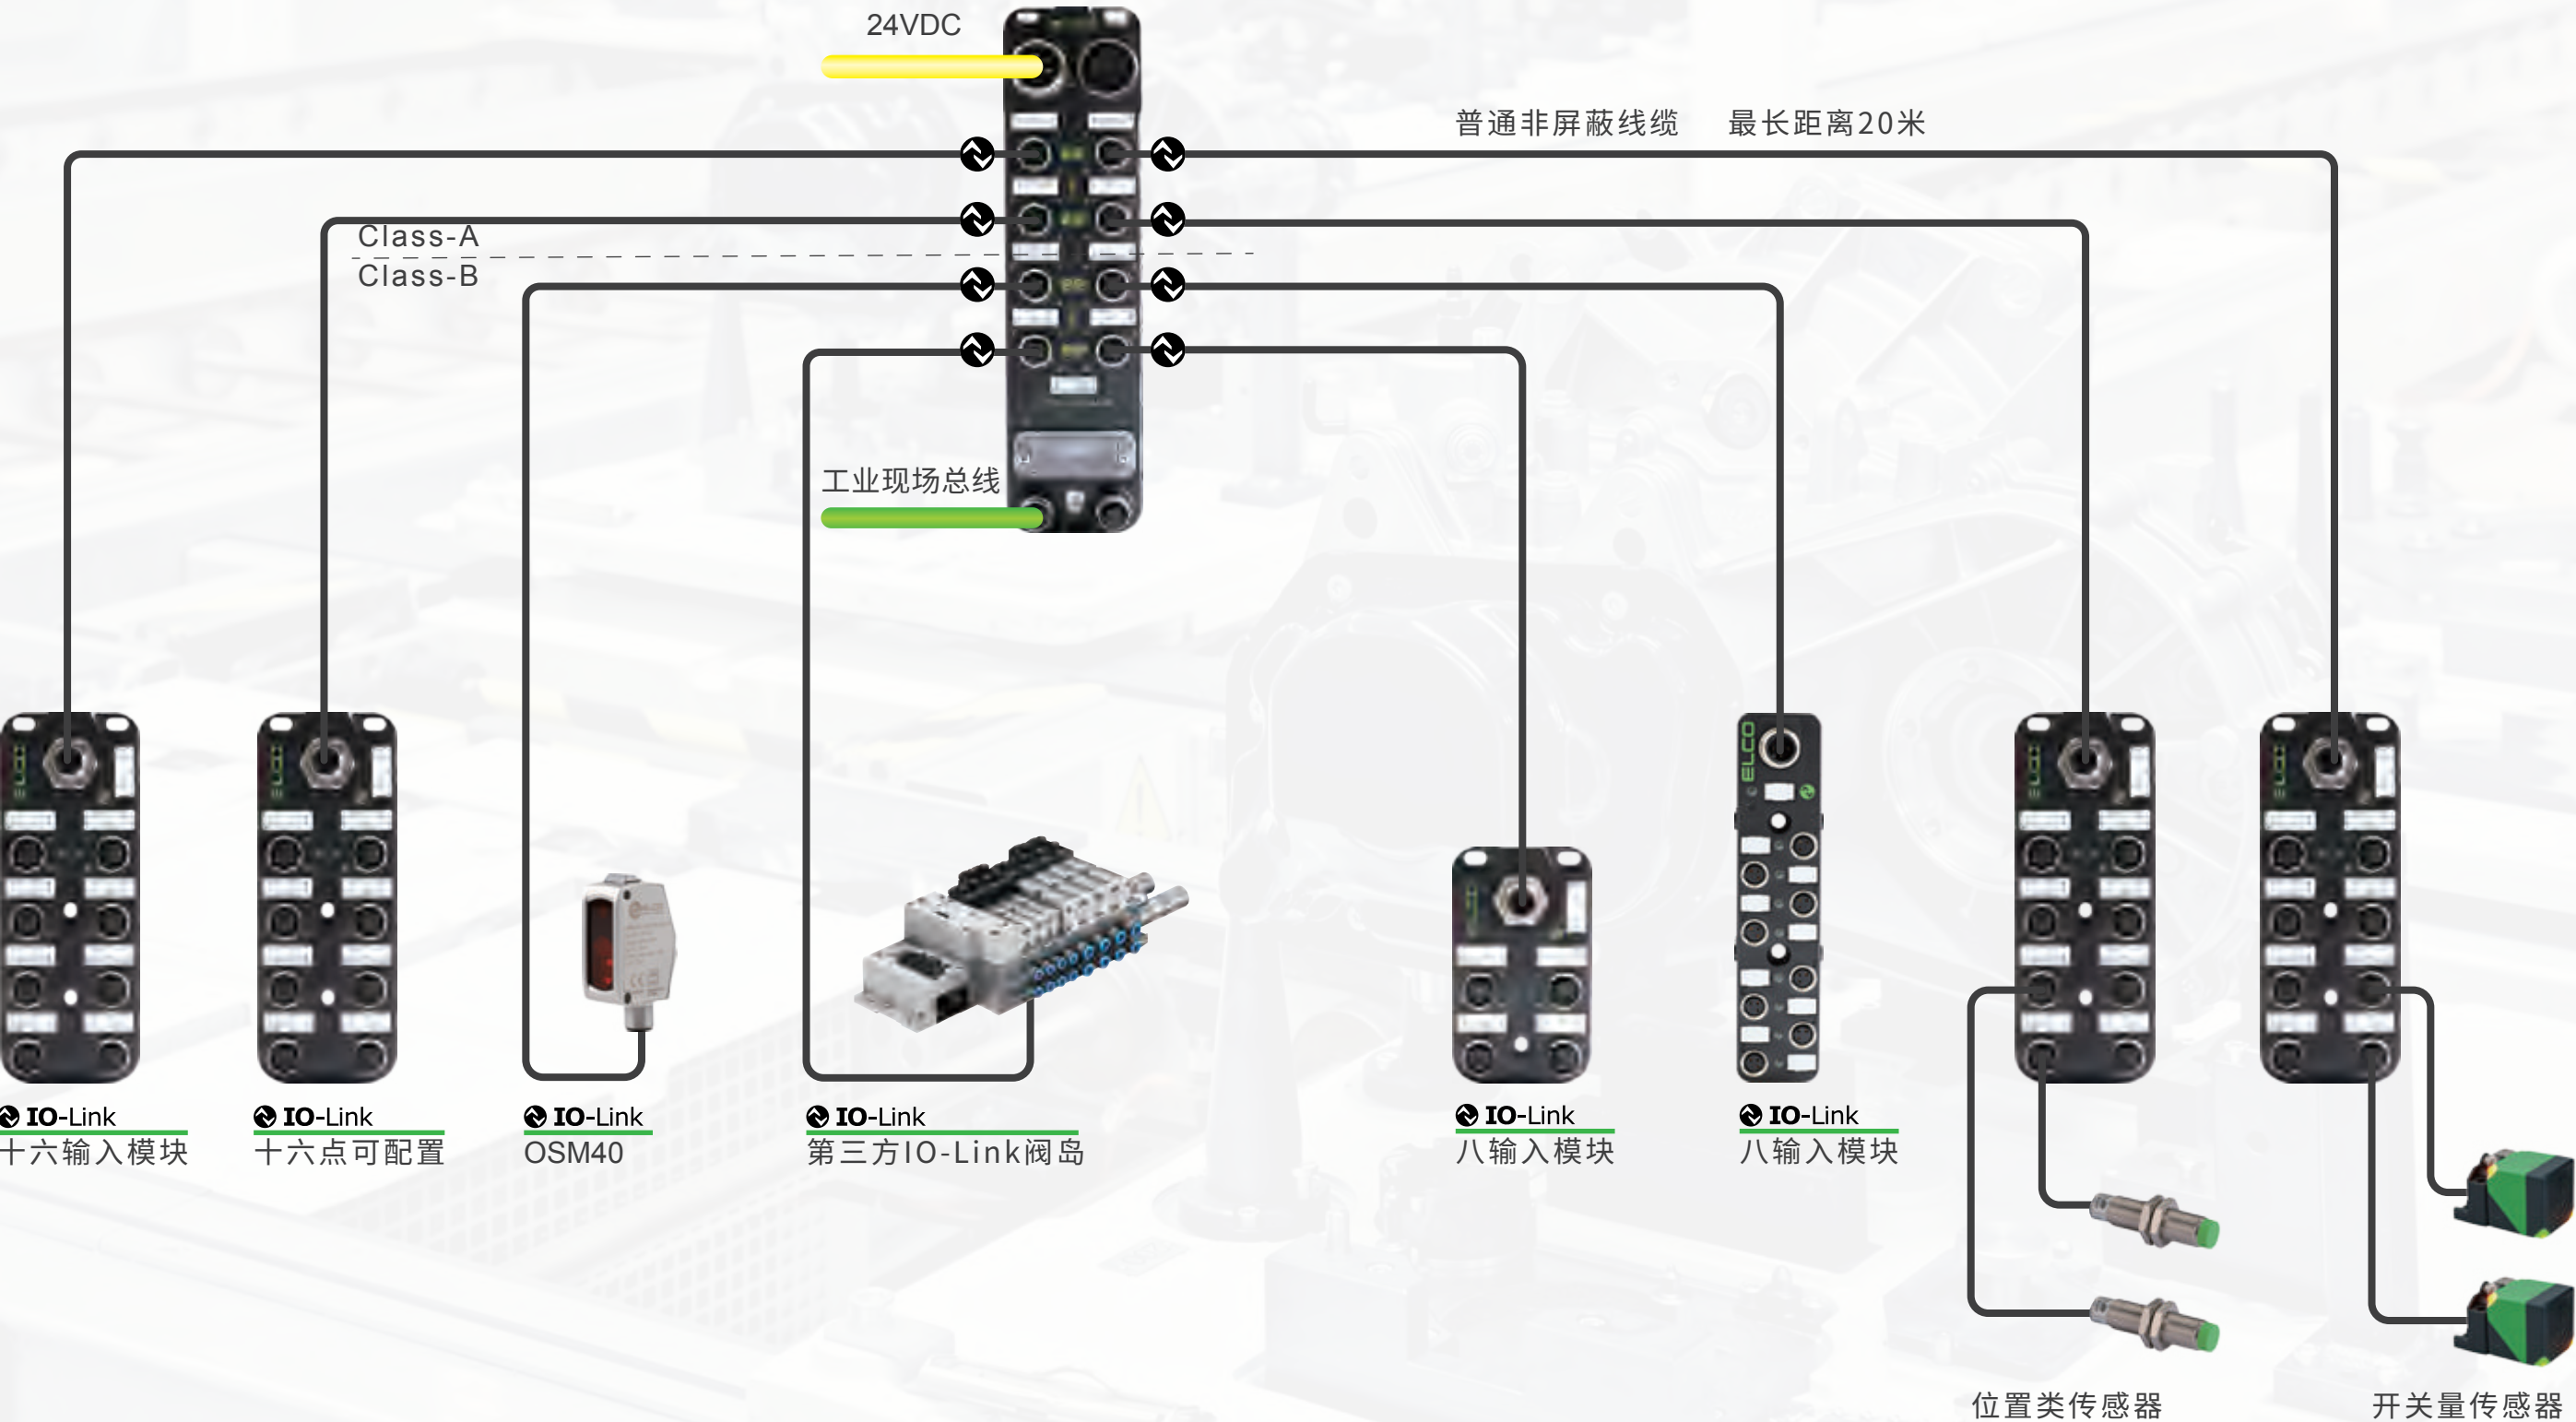 24VDC
普通非屏蔽线缆 最长距离20米
Class-A
Class-B
工业现场总线
ELCO
IO-Link
十六输入模块
IO-Link
十六点可配置
IO-Link
OSM40
IO-Link
第三方IO-Link阀岛
IO-Link
八输入模块
IO-Link
八输入模块
位置类传感器
开关量传感器